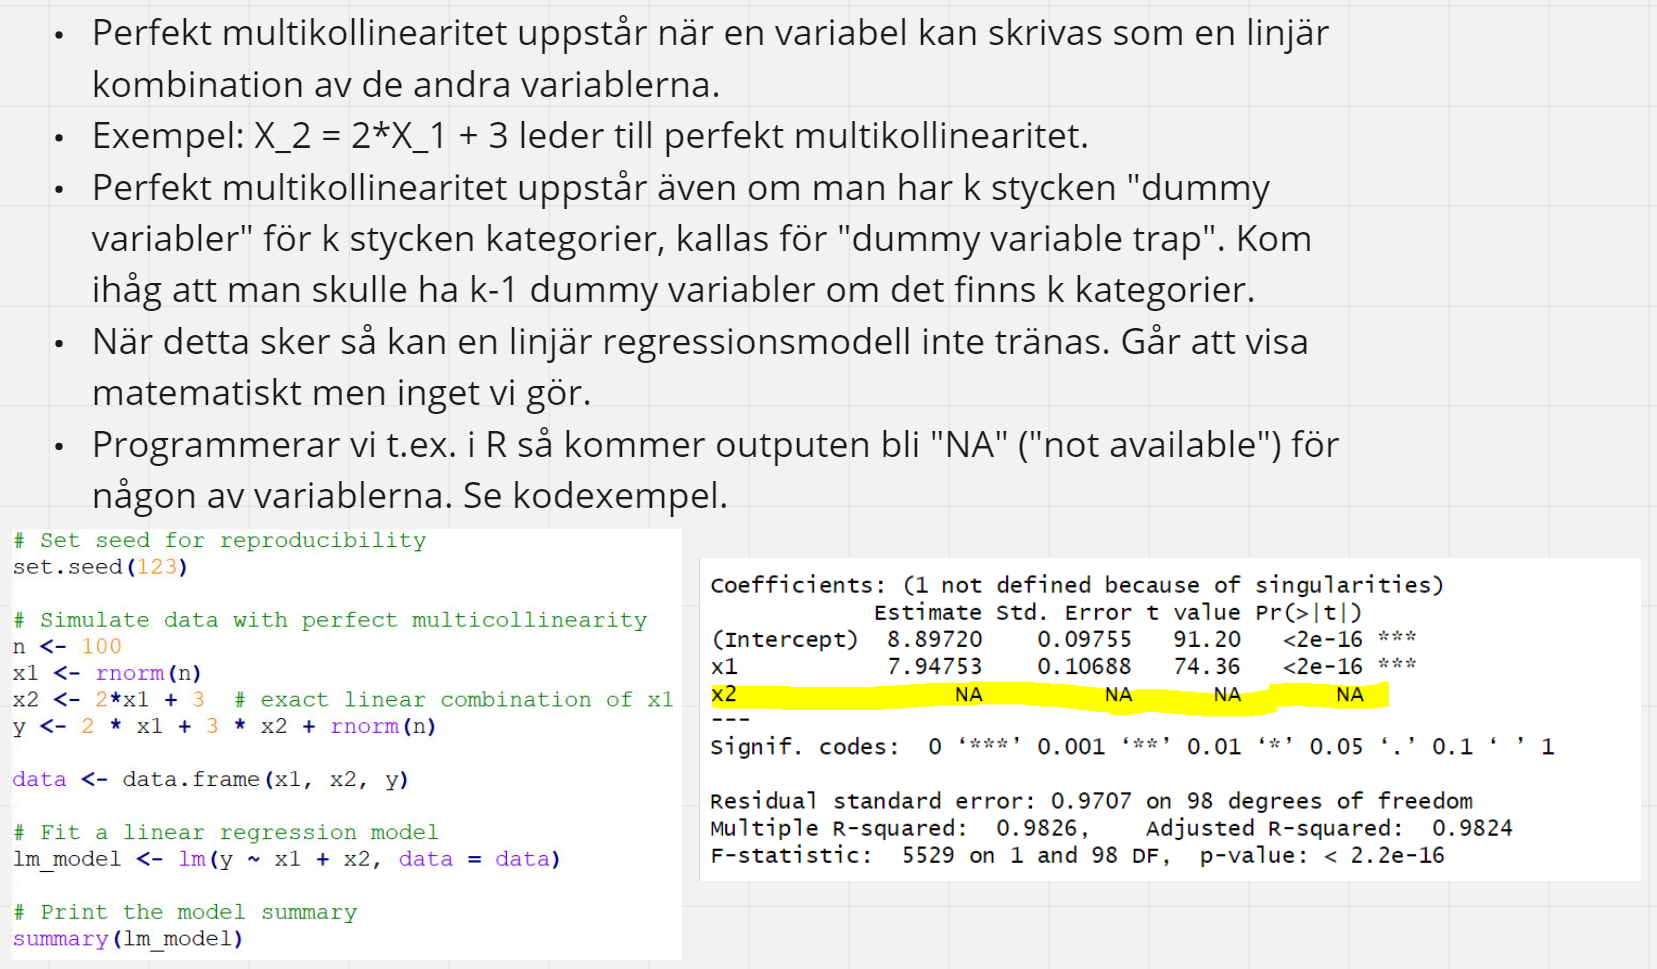 • Perfekt multikollinearitet uppstår när en variabel kan skrivas som en linjär
kombination av de andra variablerna.
• Exempel: X_2 = 2*X_1 + 3 leder till perfekt multikollinearitet.
• Perfekt multikollinearitet uppstår även om man har k stycken "dummy
variabler" för k stycken kategorier, kallas för "dummy variable trap". Kom
ihåg att man skulle ha k-1 dummy variabler om det finns k kategorier.
• När detta sker så kan en linjär regressionsmodell inte tränas. Går att visa
matematiskt men inget vi gör.
• Programmerar vi t.ex. i R så kommer outputen bli "NA" ("not available") för
någon av variablerna. Se kodexempel.
# Set seed for reproducibility
set.seed(123)
# Simulate data with perfect multicollinearity
n <- 100
x1 <- rnorm(n)
x2 <- 2*x1 + 3  # exact linear combination of x1
y <- 2 * x1 + 3 * x2 + rnorm(n)
data <- data.frame(x1, x2, y)
# Fit a linear regression model
lm_model <- lm(y ~ x1 + x2, data = data)
# Print the model summary
summary(lm_model)
Coefficients: (1 not defined because of singularities)
Estimate Std. Error t value Pr(>|t|)
(Intercept)  8.89720    0.09755   91.20   <2e-16 ***
x1           7.94753    0.10688   74.36   <2e-16 ***
x2                NA         NA      NA       NA
---
Signif. codes:  0 ‘***’ 0.001 ‘**’ 0.01 ‘*’ 0.05 ‘.’ 0.1 ‘ ’ 1
Residual standard error: 0.9707 on 98 degrees of freedom
Multiple R-squared:  0.9826,    Adjusted R-squared:  0.9824
F-statistic:  5529 on 1 and 98 DF,  p-value: < 2.2e-16